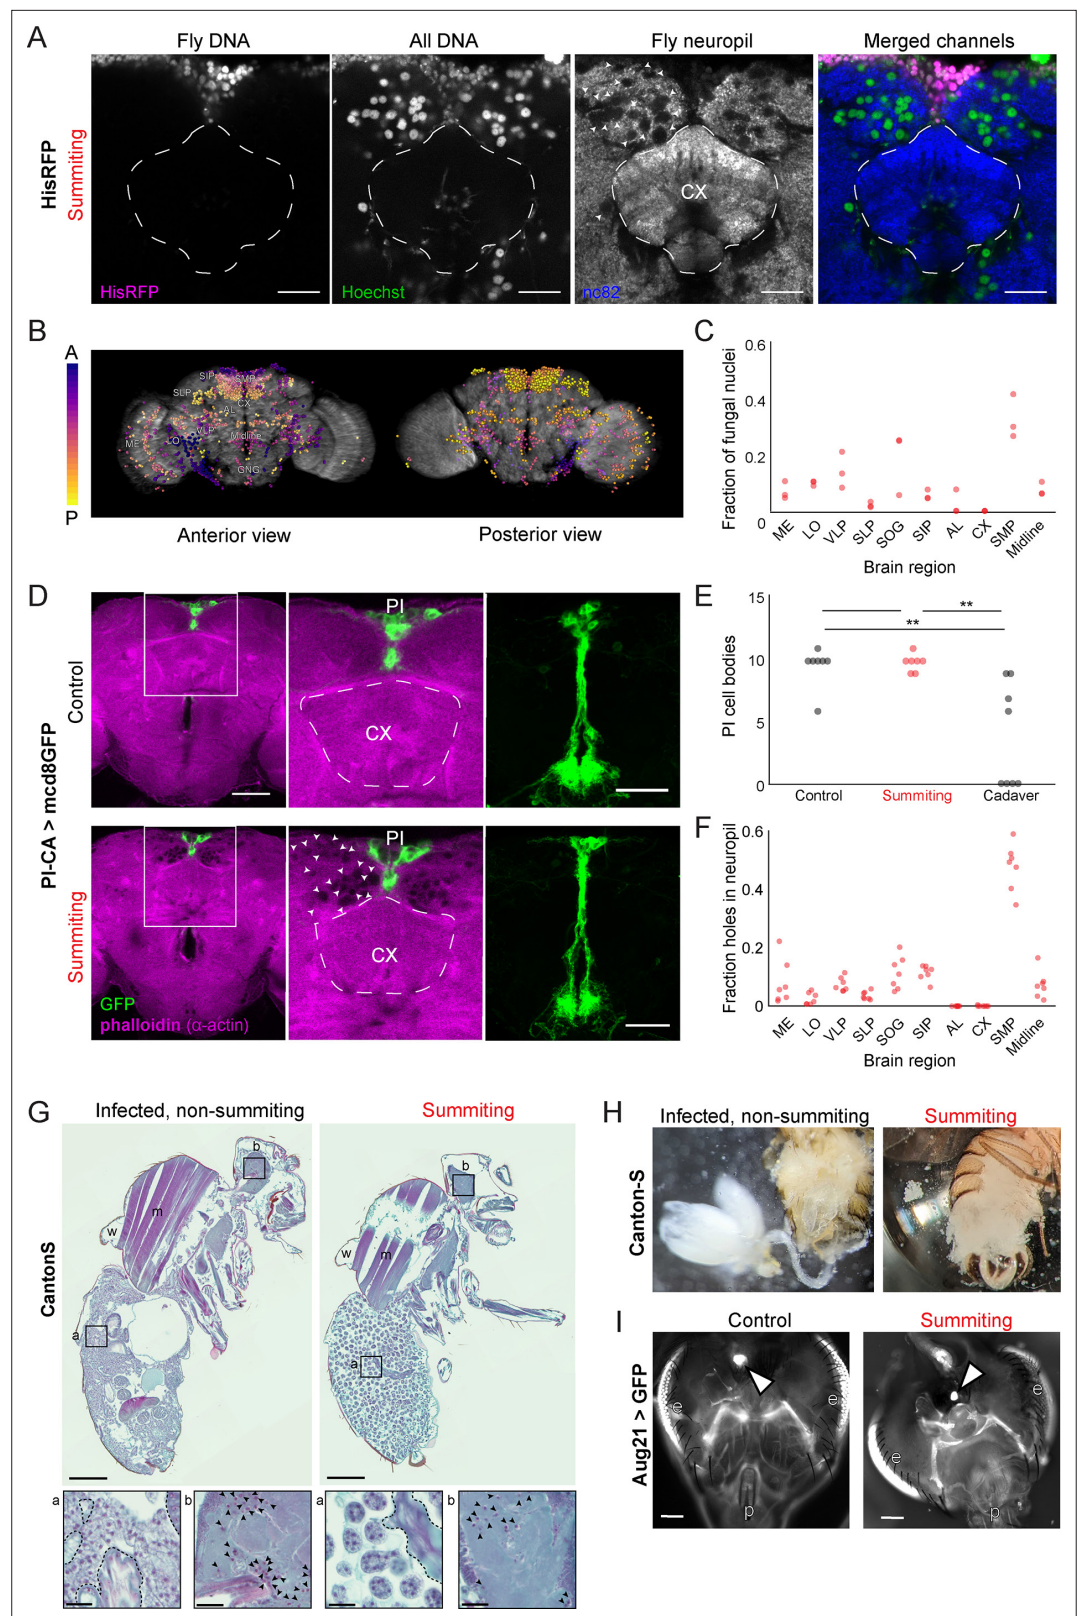 A
Fly DNA
All DNA
Fly neuropil
Merged channels
HisRFP
Summiting
HisRFP
Hoechst
CX
nc82
B
A
P
SIP
SMP
SLP
CX
AL
VLP
ME
LO
Midline
GNG
Anterior view
Posterior view
C
Fraction of fungal nuclei
0.6
0.4
0.2
0
ME
LO
VLP
SLP
SOG
SIP
AL
CX
SMP
Midline
Brain region
D
PI-CA > mcd8GFP
Control
PI
CX
Summiting
PI
CX
GFP
phalloidin (α-actin)
E
PI cell bodies
15
10
5
0
**
**
Control
Summiting
Cadaver
F
Fraction holes in neuropil
0.6
0.4
0.2
0
ME
LO
VLP
SLP
SOG
SIP
AL
CX
SMP
Midline
Brain region
G
Infected, non-summiting
Summiting
CantonS
b
m
w
a
b
m
w
a
a
b
a
b
H
Infected, non-summiting
Summiting
Canton-S
I
Control
Summiting
Aug21 > GFP
e
e
p
e
e
p